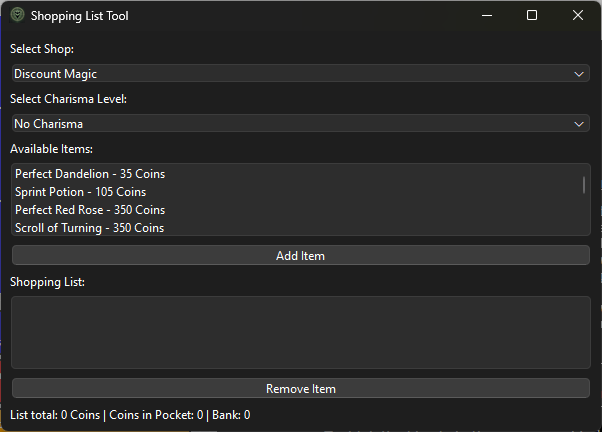 Shopping List Tool
Select Shop:
Discount Magic
Select Charisma Level:
No Charisma
Available Items:
Perfect Dandelion - 35 Coins
Sprint Potion - 105 Coins
Perfect Red Rose - 350 Coins
Scroll of Turning - 350 Coins
Add Item
Shopping List:
Remove Item
List total: 0 Coins | Coins in Pocket: 0 | Bank: 0